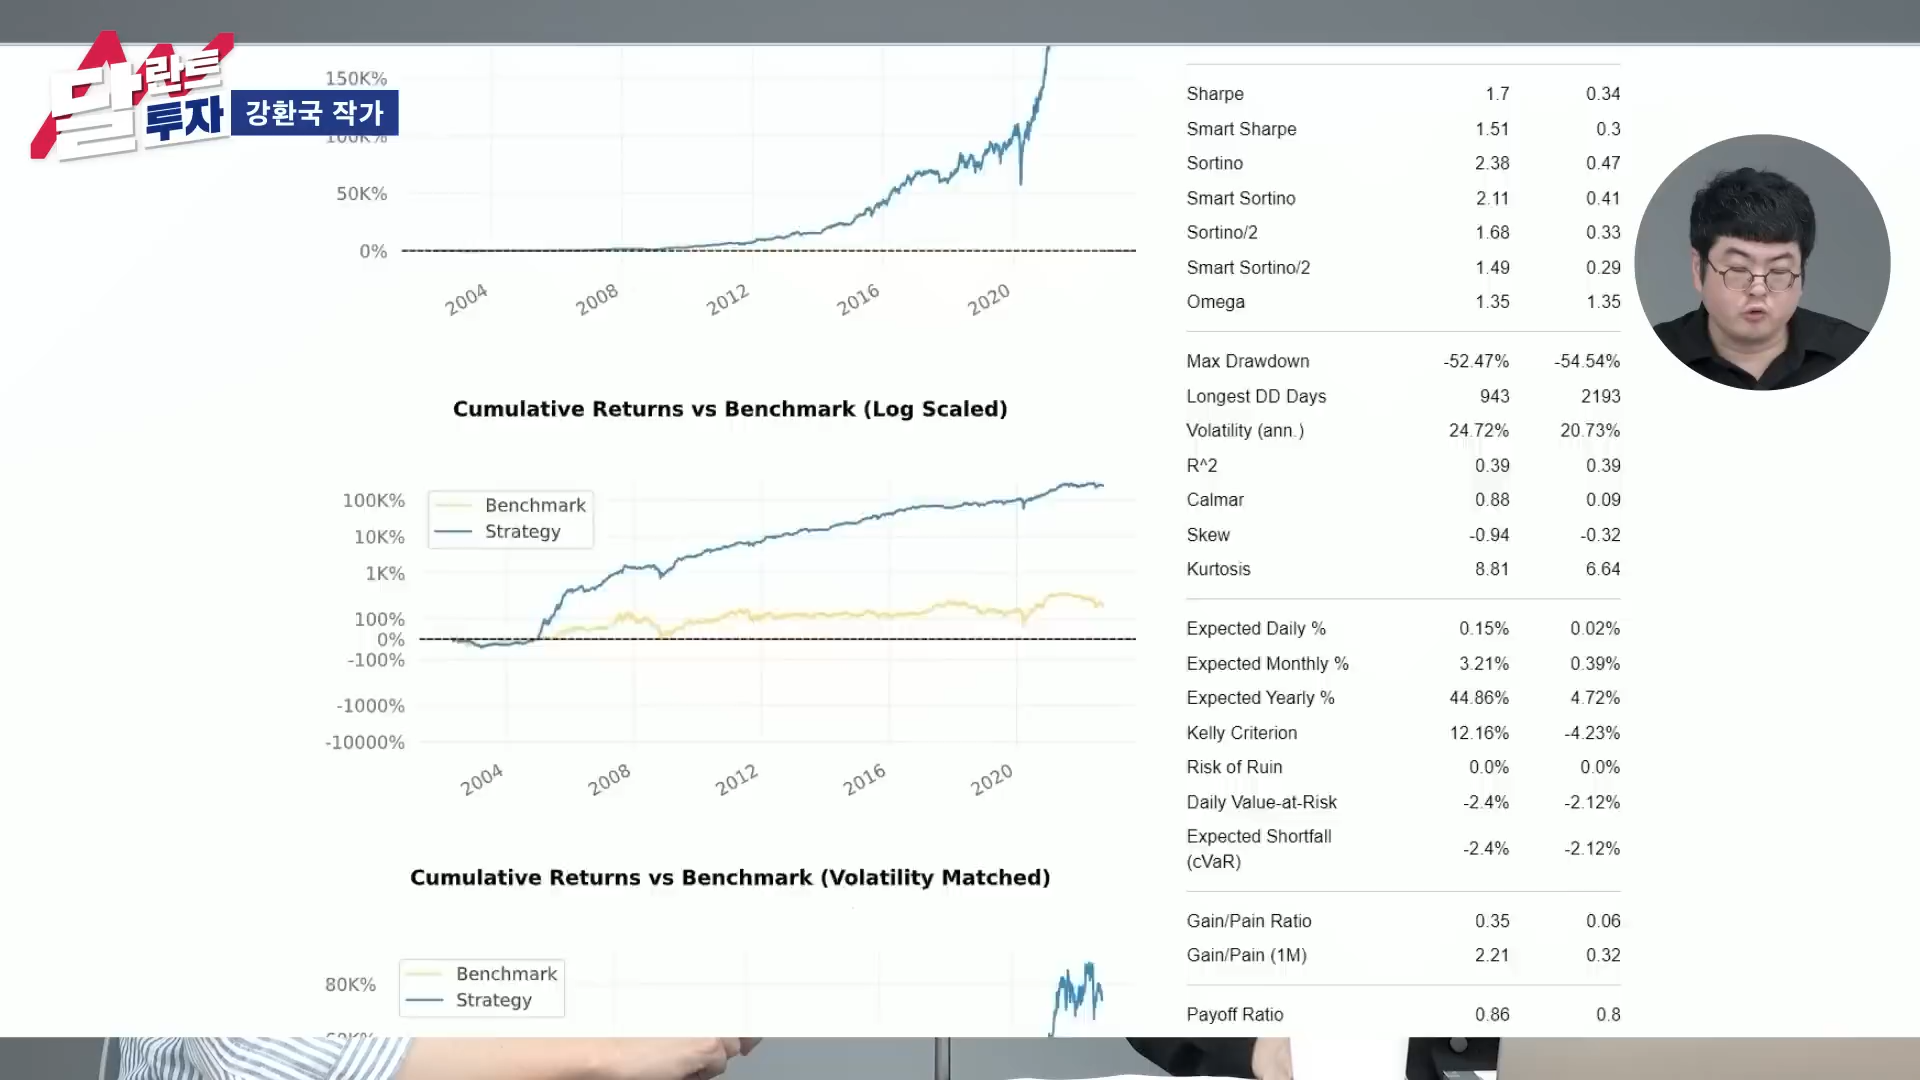 달란트
투자
강환국 작가
150K%
100K%
50K%
0%
2004
2008
2012
2016
2020
Cumulative Returns vs Benchmark (Log Scaled)
Benchmark
Strategy
100K%
10K%
1K%
100%
0%
-100%
-1000%
-10000%
2004
2008
2012
2016
2020
Cumulative Returns vs Benchmark (Volatility Matched)
Benchmark
Strategy
80K%
Sharpe 1.7 0.34
Smart Sharpe 1.51 0.3
Sortino 2.38 0.47
Smart Sortino 2.11 0.41
Sortino/2 1.68 0.33
Smart Sortino/2 1.49 0.29
Omega 1.35 1.35
Max Drawdown -52.47% -54.54%
Longest DD Days 943 2193
Volatility (ann.) 24.72% 20.73%
R^2 0.39 0.39
Calmar 0.88 0.09
Skew -0.94 -0.32
Kurtosis 8.81 6.64
Expected Daily % 0.15% 0.02%
Expected Monthly % 3.21% 0.39%
Expected Yearly % 44.86% 4.72%
Kelly Criterion 12.16% -4.23%
Risk of Ruin 0.0% 0.0%
Daily Value-at-Risk -2.4% -2.12%
Expected Shortfall
(cVaR) -2.4% -2.12%
Gain/Pain Ratio 0.35 0.06
Gain/Pain (1M) 2.21 0.32
Payoff Ratio 0.86 0.8